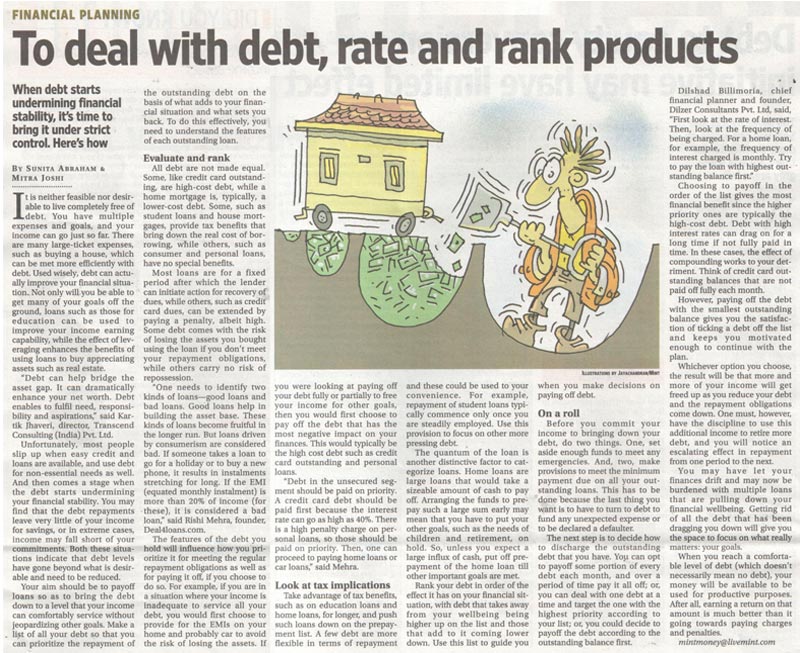 FINANCIAL PLANNING
To deal with debt, rate and rank products
When debt starts
undermining financial
stability, it's time to
bring it under strict
control. Here's how
BY SUNITA ABRAHAM &
MITRA JOSHI
It is neither feasible nor desir-
able to live completely free of
debt. You have multiple
expenses and goals, and your
income can go just so far. There
are many large-ticket expenses,
such as buying a house, which
can be met more efficiently with
debt. Used wisely, debt can actu-
ally improve your financial situa-
tion. Not only will you be able to
get many of your goals off the
ground, loans such as those for
education can be used to
improve your income earning
capability, while the effect of lev-
eraging enhances the benefits of
using loans to buy appreciating
assets such as real estate.
"Debt can help bridge the
asset gap. It can dramatically
enhance your net worth. Debt
enables to fulfil need, responsi-
bility and aspirations," said Kar-
tik Jhaveri, director, Transcend
Consulting (India) Pvt. Ltd.
Unfortunately, most people
slip up when easy credit and
loans are available, and use debt
for non-essential needs as well.
And then comes a stage when
the debt starts undermining
your financial stability. You may
find that the debt repayments
leave very little of your income
for savings, or in extreme cases,
income may fall short of your
commitments. Both these situa-
tions indicate that debt levels
have gone beyond what is desir-
able and need to be reduced.
Your aim should be to payoff
loans so as to bring the debt
down to a level that your income
can comfortably service without
jeopardizing other goals. Make a
list of all your debt so that you
can prioritize the repayment of
the outstanding debt on the
basis of what adds to your finan-
cial situation and what sets you
back. To do this effectively, you
need to understand the features
of each outstanding loan.
Evaluate and rank
All debt are not made equal.
Some, like credit card outstand-
ing, are high-cost debt, while a
home mortgage is, typically, a
lower-cost debt. Some, such as
student loans and house mort-
gages, provide tax benefits that
bring down the real cost of bor-
rowing, while others, such as
consumer and personal loans,
have no special benefits.
Most loans are for a fixed
period after which the lender
can initiate action for recovery of
dues, while others, such as credit
card dues, can be extended by
paying a penalty, albeit high.
Some debt comes with the risk
of losing the assets you bought
using the loan if you don't meet
your repayment obligations,
while others carry no risk of
repossession.
"One needs to identify two
kinds of loans—good loans and
bad loans. Good loans help in
building the asset base. These
kinds of loans become fruitful in
the longer run. But loans driven
by consumerism are considered
bad. If someone takes a loan to
go for a holiday or to buy a new
phone, it results in instalments
stretching for long. If the EMI
(equated monthly instalment) is
more than 20% of income (for
these), it is considered a bad
loan," said Rishi Mehra, founder,
Deal4loans.com.
The features of the debt you
hold will influence how you pri-
oritize it for meeting the regular
repayment obligations as well as
for paying it off, if you choose to
do so. For example, if you are in
a situation where your income is
inadequate to service all your
debt, you would first choose to
provide for the EMIs on your
home and probably car to avoid
the risk of losing the assets. If
you were looking at paying off
your debt fully or partially to free
your income for other goals,
then you would first choose to
pay off the debt that has the
most negative impact on your
finances. This would typically be
the high cost debt such as credit
card outstanding and personal
loans.
"Debt in the unsecured seg-
ment should be paid on priority.
A credit card debt should be
paid first because the interest
rate can go as high as 40%. There
is a high penalty charge on per-
sonal loans, so those should be
paid on priority. Then, one can
proceed to paying home loans or
car loans," said Mehra.
Look at tax implications
Take advantage of tax benefits,
such as on education loans and
home loans, for longer, and push
such loans down on the prepay-
ment list. A few debt are more
flexible in terms of repayment
and these could be used to your
convenience. For example,
repayment of student loans typi-
cally commence only once you
are steadily employed. Use this
provision to focus on other more
pressing debt.
The quantum of the loan is
another distinctive factor to cat-
egorize loans. Home loans are
large loans that would take a
sizeable amount of cash to pay
off. Arranging the funds to pre-
pay such a large sum early may
mean that you have to put your
other goals, such as the needs of
children and retirement, on
hold. So, unless you expect a
large influx of cash, put off pre-
payment of the home loan till
other important goals are met.
Rank your debt in order of the
effect it has on your financial sit-
uation, with debt that takes away
from your wellbeing being
higher up on the list and those
that add to it coming lower
down. Use this list to guide you
when you make decisions on
paying off debt.
On a roll
Before you commit your
income to bringing down your
debt, do two things. One, set
aside enough funds to meet any
emergencies. And, two, make
provisions to meet the minimum
payment due on all your out-
standing loans. This has to be
done because the last thing you
want is to have to turn to debt to
fund any unexpected expense or
to be declared a defaulter.
The next step is decide how
to discharge the outstanding
debt that you have. You can opt
to payoff some portion of every
debt each month, and over a
period of time pay it all off; or,
you can deal with one debt at a
time and target the one with the
highest priority according to
your list; or, you could decide to
payoff the debt according to the
outstanding balance first.
Dilshad Billimoria, chief
financial planner and founder,
Dilzer Consultants Pvt. Ltd, said,
"First look at the rate of interest.
Then, look at the frequency of
being charged. For a home loan,
for example, the frequency of
interest charged is monthly. Try
to pay the loan with highest out-
standing balance first."
Choosing to payoff in the
order of the list gives the most
financial benefit since the higher
priority ones are typically the
high-cost debt. Debt with high
interest rates can drag on for a
long time if not fully paid in
time. In these cases, the effect of
compounding works to your det-
riment. Think of credit card out-
standing balances that are not
paid off fully each month.
However, paying off the debt
with the smallest outstanding
balance gives you the satisfac-
tion of ticking a debt off the list
and keeps you motivated
enough to continue with the
plan.
Whichever option you choose,
the result will be that more and
more of your income will get
freed up as you reduce your debt
and the repayment obligations
come down. One must, however,
have the discipline to use this
additional income to retire more
debt, and you will notice an
escalating effect in repayment
from one period to the next.
You may have let your
finances drift and may now be
burdened with multiple loans
that are pulling down your
financial wellbeing. Getting rid
of all the debt that has been
dragging you down will give you
the space to focus on what really
matters: your goals.
When you reach a comforta-
ble level of debt (which doesn't
necessarily mean no debt), your
money will be available to be
used for productive purposes.
After all, earning a return on that
amount is much better than it
going towards paying charges
and penalties.
mintmoney@livemint.com
ILLUSTRATIONS BY JAYACHANDRAN/MINT